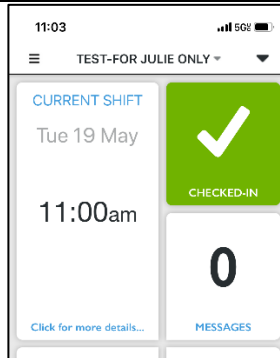 11:03
5GE
TEST-FOR JULIE ONLY
CURRENT SHIFT
Tue 19 May
11:00am
Click for more details...
CHECKED-IN
0
MESSAGES